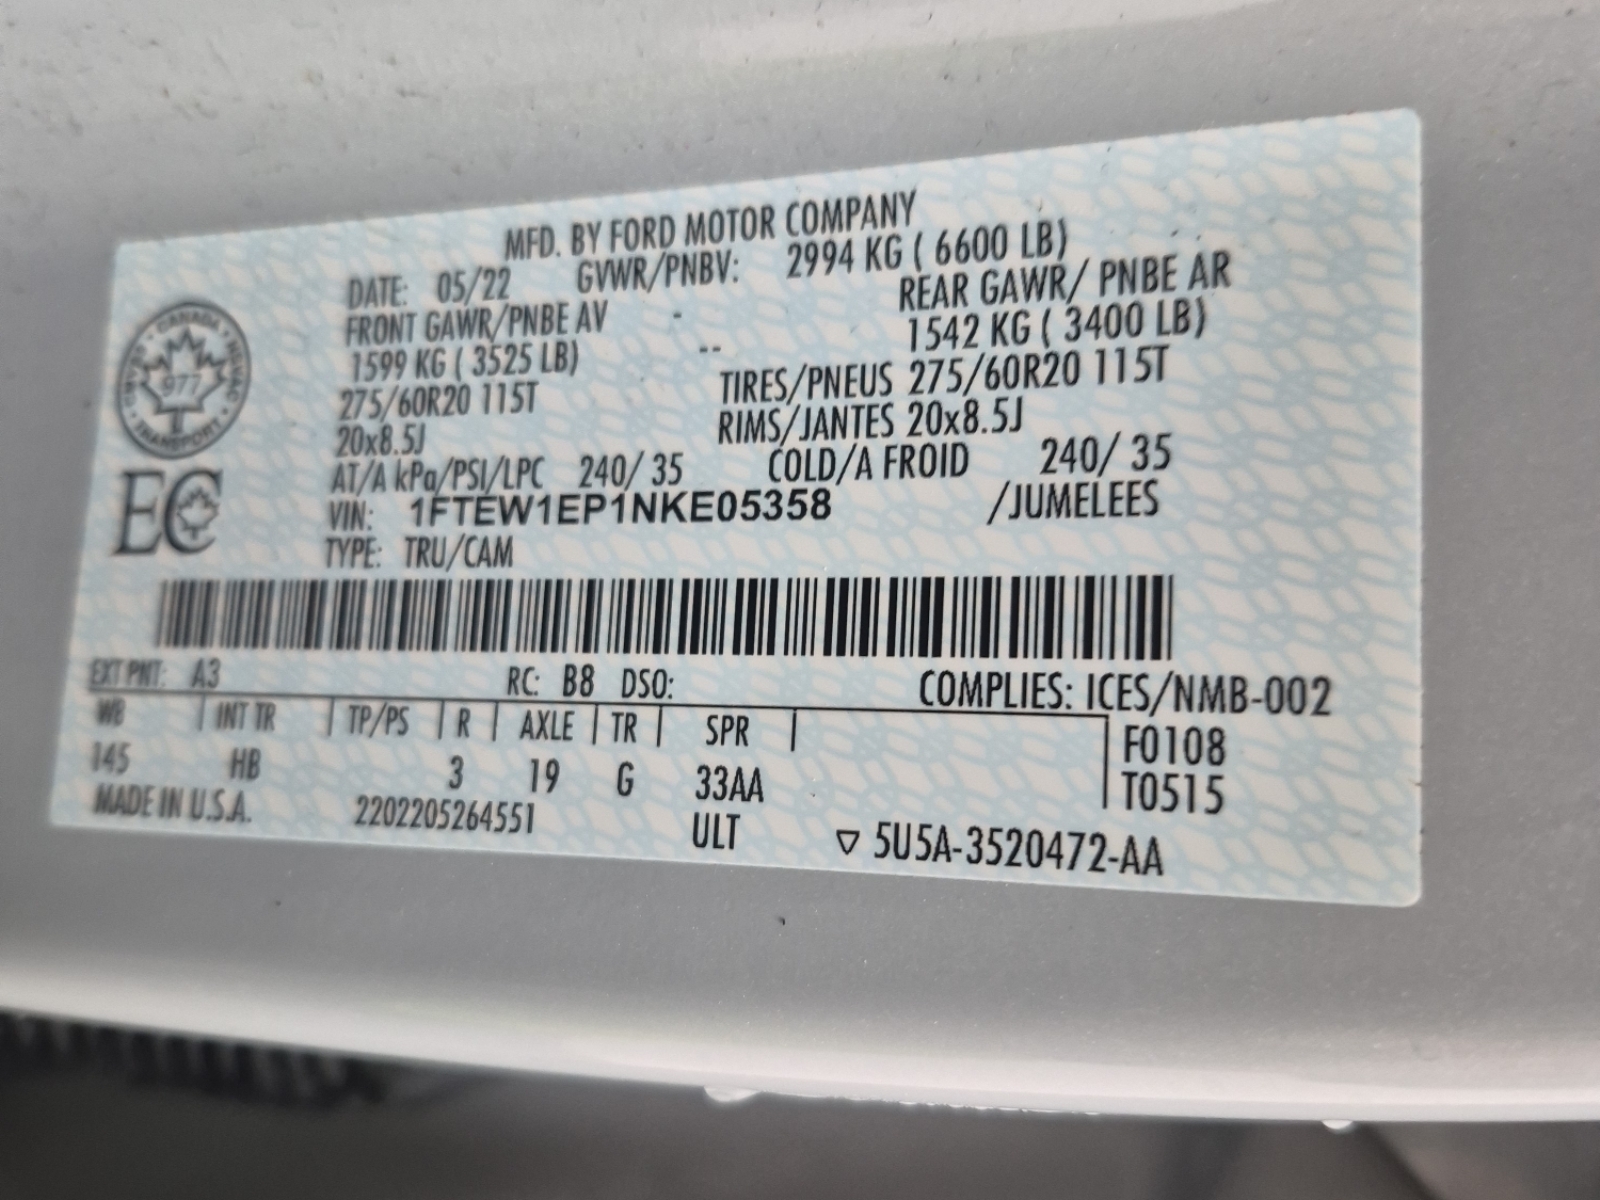 MFD. BY FORD MOTOR COMPANY
DATE: 05/22 GVWR/PNBV: 2994 KG ( 6600 LB)
FRONT GAWR/PNBE AV - REAR GAWR/ PNBE AR
1599 KG ( 3525 LB) -- 1542 KG ( 3400 LB)
275/60R20 115T TIRES/PNEUS 275/60R20 115T
20x8.5J RIMS/JANTES 20x8.5J
AT/A kPa/PSI/LPC 240/ 35 COLD/A FROID 240/ 35
VIN: 1FTEW1EP1NKE05358 /JUMELEES
TYPE: TRU/CAM
CANADA
TRANSPORT
977
EC
EXT PNT: A3 RC: B8 DSO: COMPLIES: ICES/NMB-002
WB | INT TR | TP/PS | R | AXLE | TR | SPR | F0108
145 HB 3 19 G 33AA T0515
MADE IN U.S.A. 2202205264551 ULT ▽ 5U5A-3520472-AA